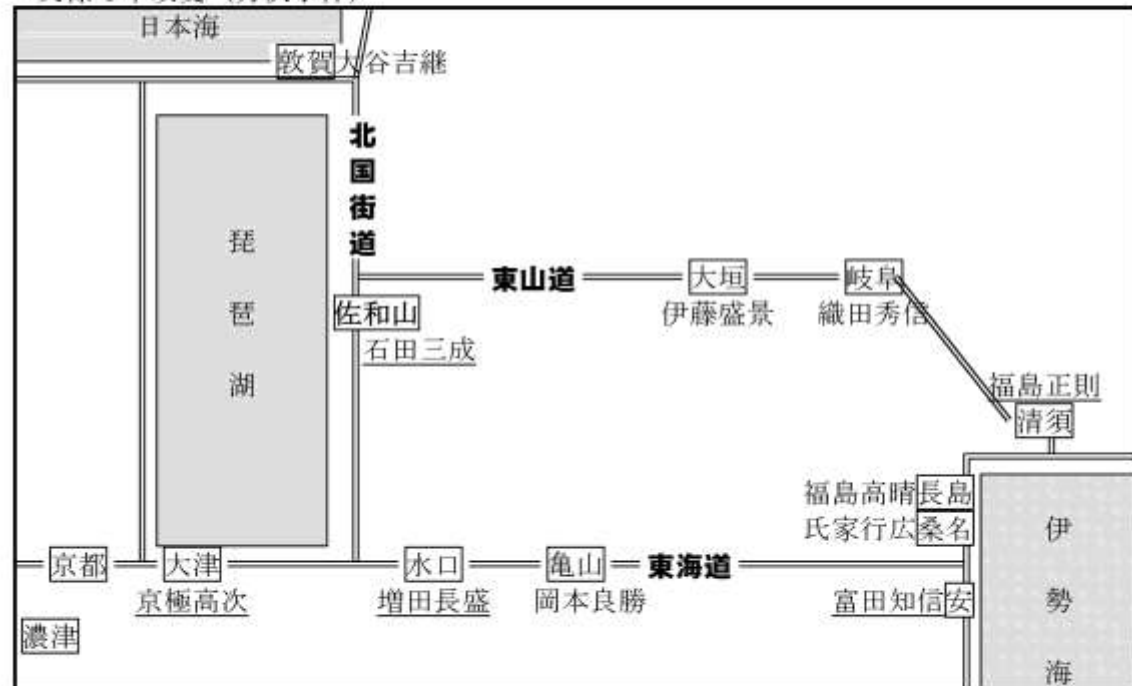 日本海
敦賀大谷吉継
北国街道
琵琶湖
東山道
大垣
岐阜
伊藤盛景
織田秀信
佐和山
石田三成
福島正則
清須
福島高晴長島
氏家行広桑名
伊勢海
京都
大津
水口
亀山
東海道
京極高次
増田長盛
岡本良勝
富田知信安
濃津